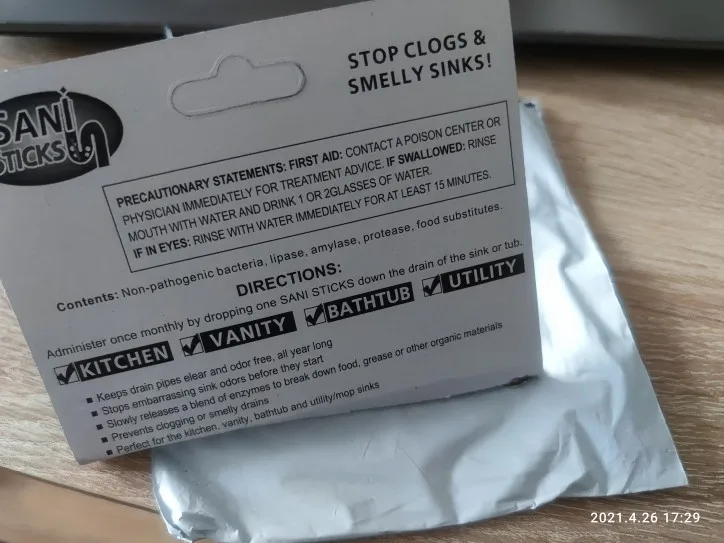 STOP CLOGS &
SMELLY SINKS!
SANI
STICKS
PRECAUTIONARY STATEMENTS: FIRST AID: CONTACT A POISON CENTER OR
PHYSICIAN IMMEDIATELY FOR TREATMENT ADVICE. IF SWALLOWED: RINSE
MOUTH WITH WATER AND DRINK 1 OR 2GLASSES OF WATER.
IF IN EYES: RINSE WITH WATER IMMEDIATELY FOR AT LEAST 15 MINUTES.
Contents: Non-pathogenic bacteria, lipase, amylase, protease, food substitutes.
DIRECTIONS:
Administer once monthly by dropping one SANI STICKS down the drain of the sink or tub.
KITCHEN VANITY BATHTUB UTILITY
Keeps drain pipes elear and odor free, all year long
Stops embarrassing sink odors before they start
Slowly releases a blend of enzymes to break down food, grease or other organic materials
Prevents clogging or smelly drains
Perfect for the kitchen, vanity, bathtub and utility/mop sinks
2021.4.26 17:29